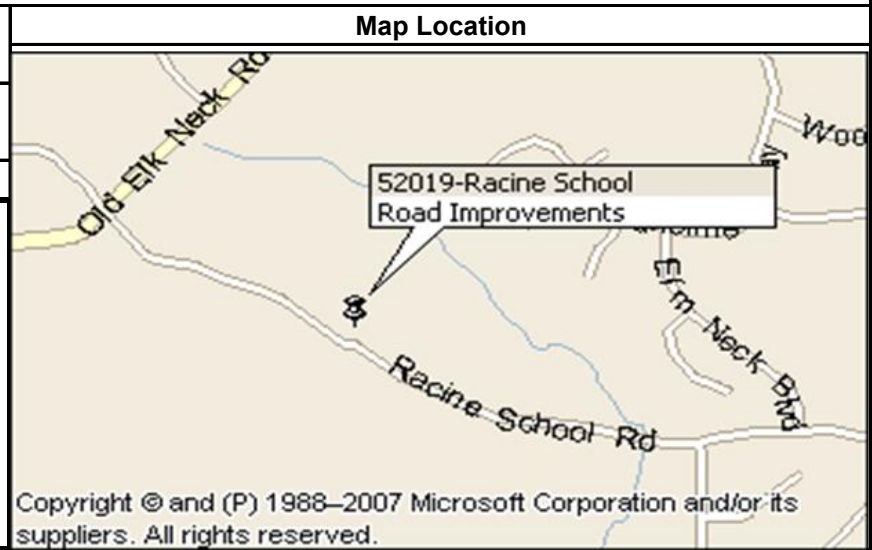 Map Location
Old Elk Neck Rd
Woo
52019-Racine School
Road Improvements
Elm Neck Blvd
Racine School Rd
Copyright © and (P) 1988–2007 Microsoft Corporation and/or its
suppliers. All rights reserved.